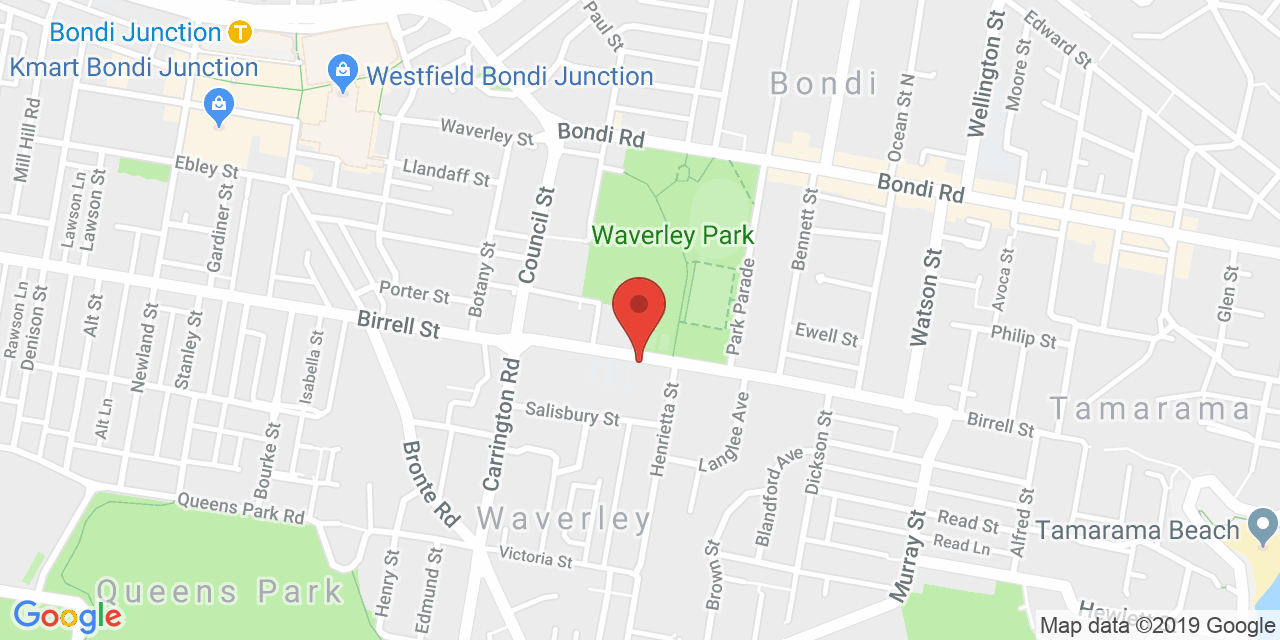 Bondi Junction T
Kmart Bondi Junction
Westfield Bondi Junction
Paul St
Bondi
Wellington St
Edward St
Moore St
Ocean St N
Mill Hill Rd
Waverley St
Bondi Rd
Ebley St
Llandaff St
Lawson Ln
Lawson St
Gardiner St
Council St
Botany St
Waverley Park
Bennett St
Bondi Rd
Watson St
Avoca St
Glen St
Rawson Ln
Denison St
Alt St
Newland St
Stanley St
Porter St
Birrell St
Isabella St
Park Parade
Ewell St
Philip St
Tamarama
Alt Ln
Bourke St
Carrington Rd
Salisbury St
Henrietta St
Langlee Ave
Blandford Ave
Dickson St
Birrell St
Bronte Rd
Queens Park Rd
Waverley
Murray St
Read St
Read Ln
Alfred St
Tamarama Beach
Victoria St
Brown St
Queens Park
Henry St
Edmund St
Hewlett
Google
Map data ©2019 Google